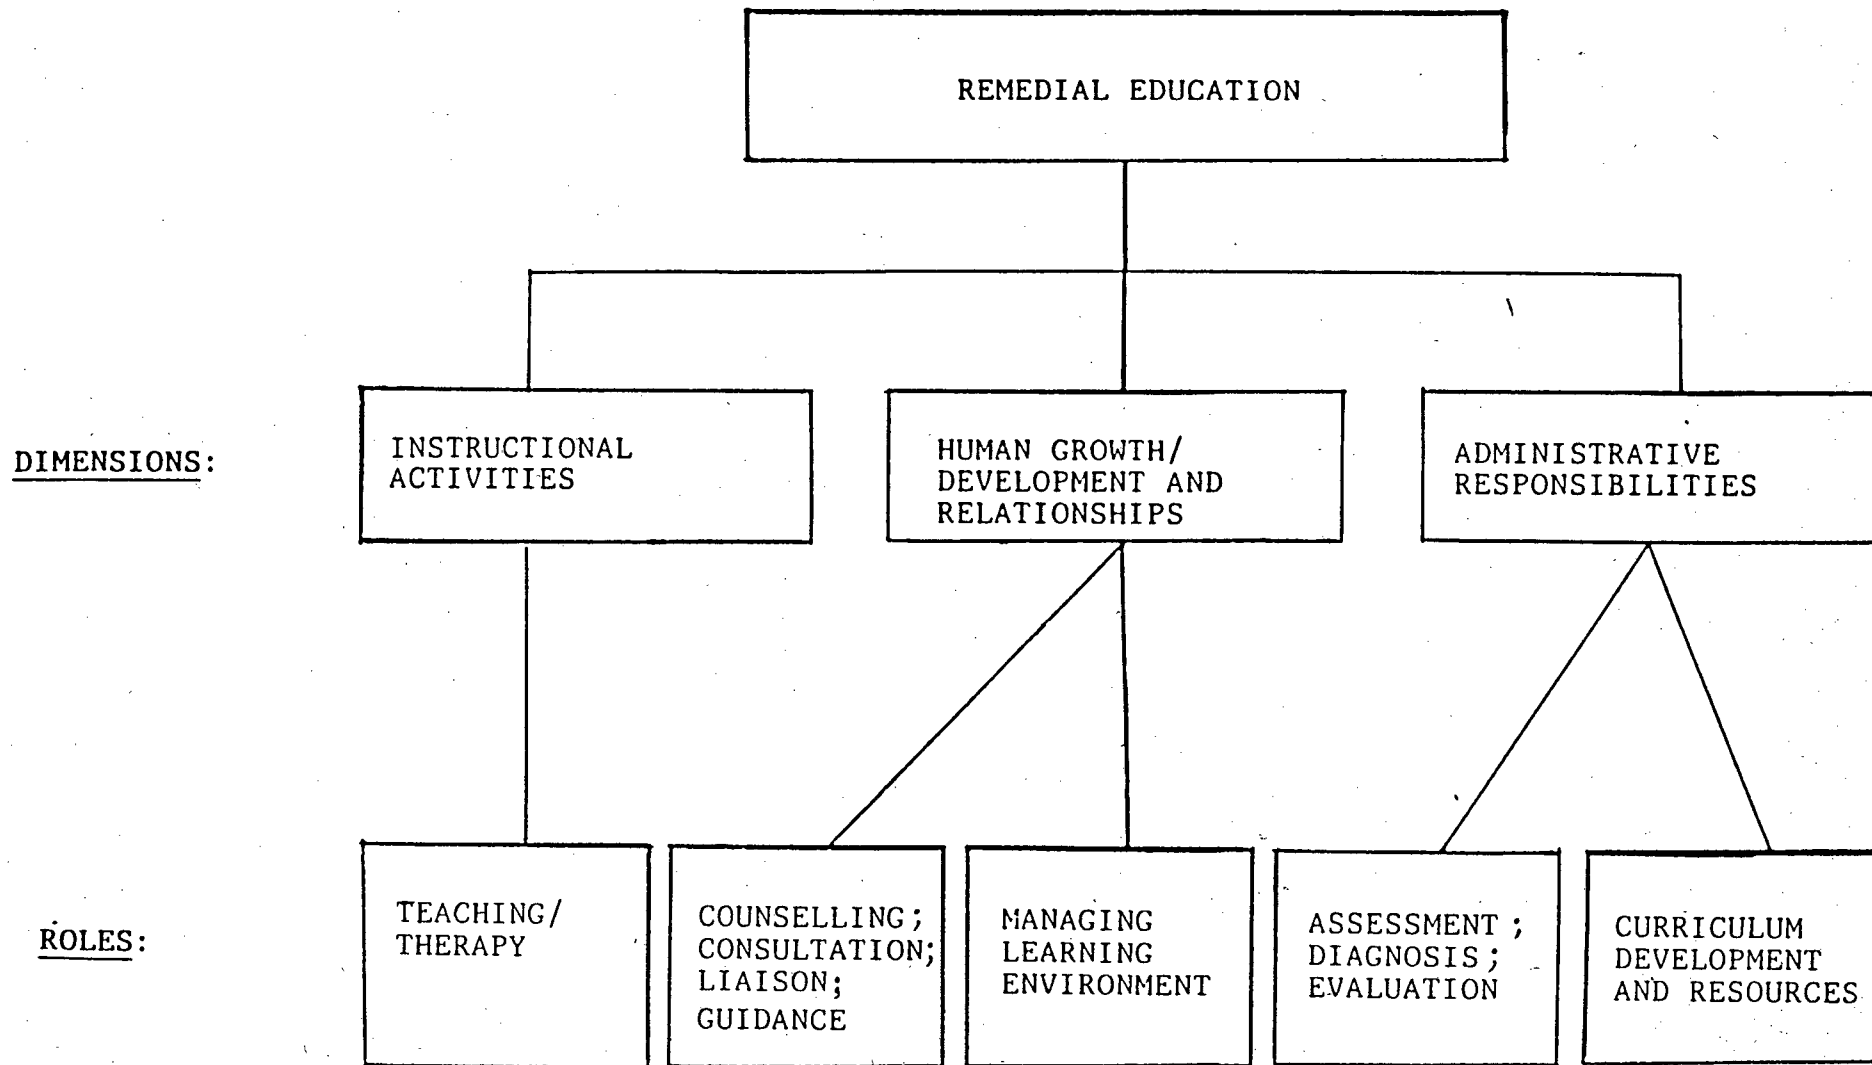 REMEDIAL EDUCATION
DIMENSIONS:
INSTRUCTIONAL
ACTIVITIES
HUMAN GROWTH/
DEVELOPMENT AND
RELATIONSHIPS
ADMINISTRATIVE
RESPONSIBILITIES
ROLES:
TEACHING/
THERAPY
COUNSELLING;
CONSULTATION;
LIAISON;
GUIDANCE
MANAGING
LEARNING
ENVIRONMENT
ASSESSMENT;
DIAGNOSIS;
EVALUATION
CURRICULUM
DEVELOPMENT
AND RESOURCES